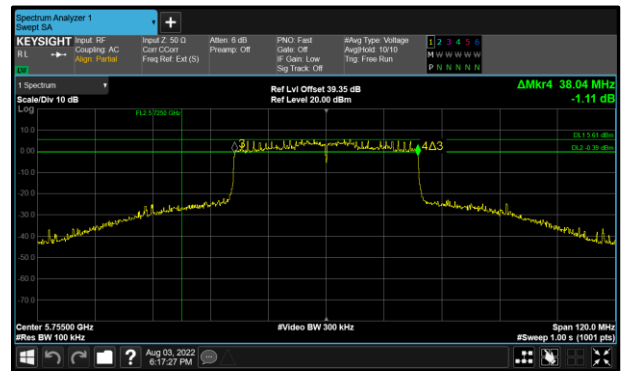 Spectrum Analyzer 1
Swept SA
+
KEYSIGHT
RL
LXI
Input: RF
Coupling: AC
Align: Partial
Input Z: 50 Ω
Corr CCorr
Freq Ref: Ext (S)
Atten: 6 dB
Preamp: Off
PNO: Fast
Gate: Off
IF Gain: Low
Sig Track: Off
#Avg Type: Voltage
Avg|Hold: 10/10
Trig: Free Run
1 2 3 4 5 6
M W W W W W
P N N N N N
1 Spectrum
Scale/Div 10 dB
Ref Lvl Offset 39.35 dB
Ref Level 20.00 dBm
ΔMkr4 38.04 MHz
-1.11 dB
Log
FL2 5.7250 GHz
10.0
DL1 5.61 dBm
0.00
3
4Δ3
DL2 -0.39 dBm
-10.0
-20.0
-30.0
-40.0
-50.0
-60.0
-70.0
Center 5.75500 GHz
#Res BW 100 kHz
#Video BW 300 kHz
Span 120.0 MHz
#Sweep 1.00 s (1001 pts)
?
Aug 03, 2022
6:17:27 PM